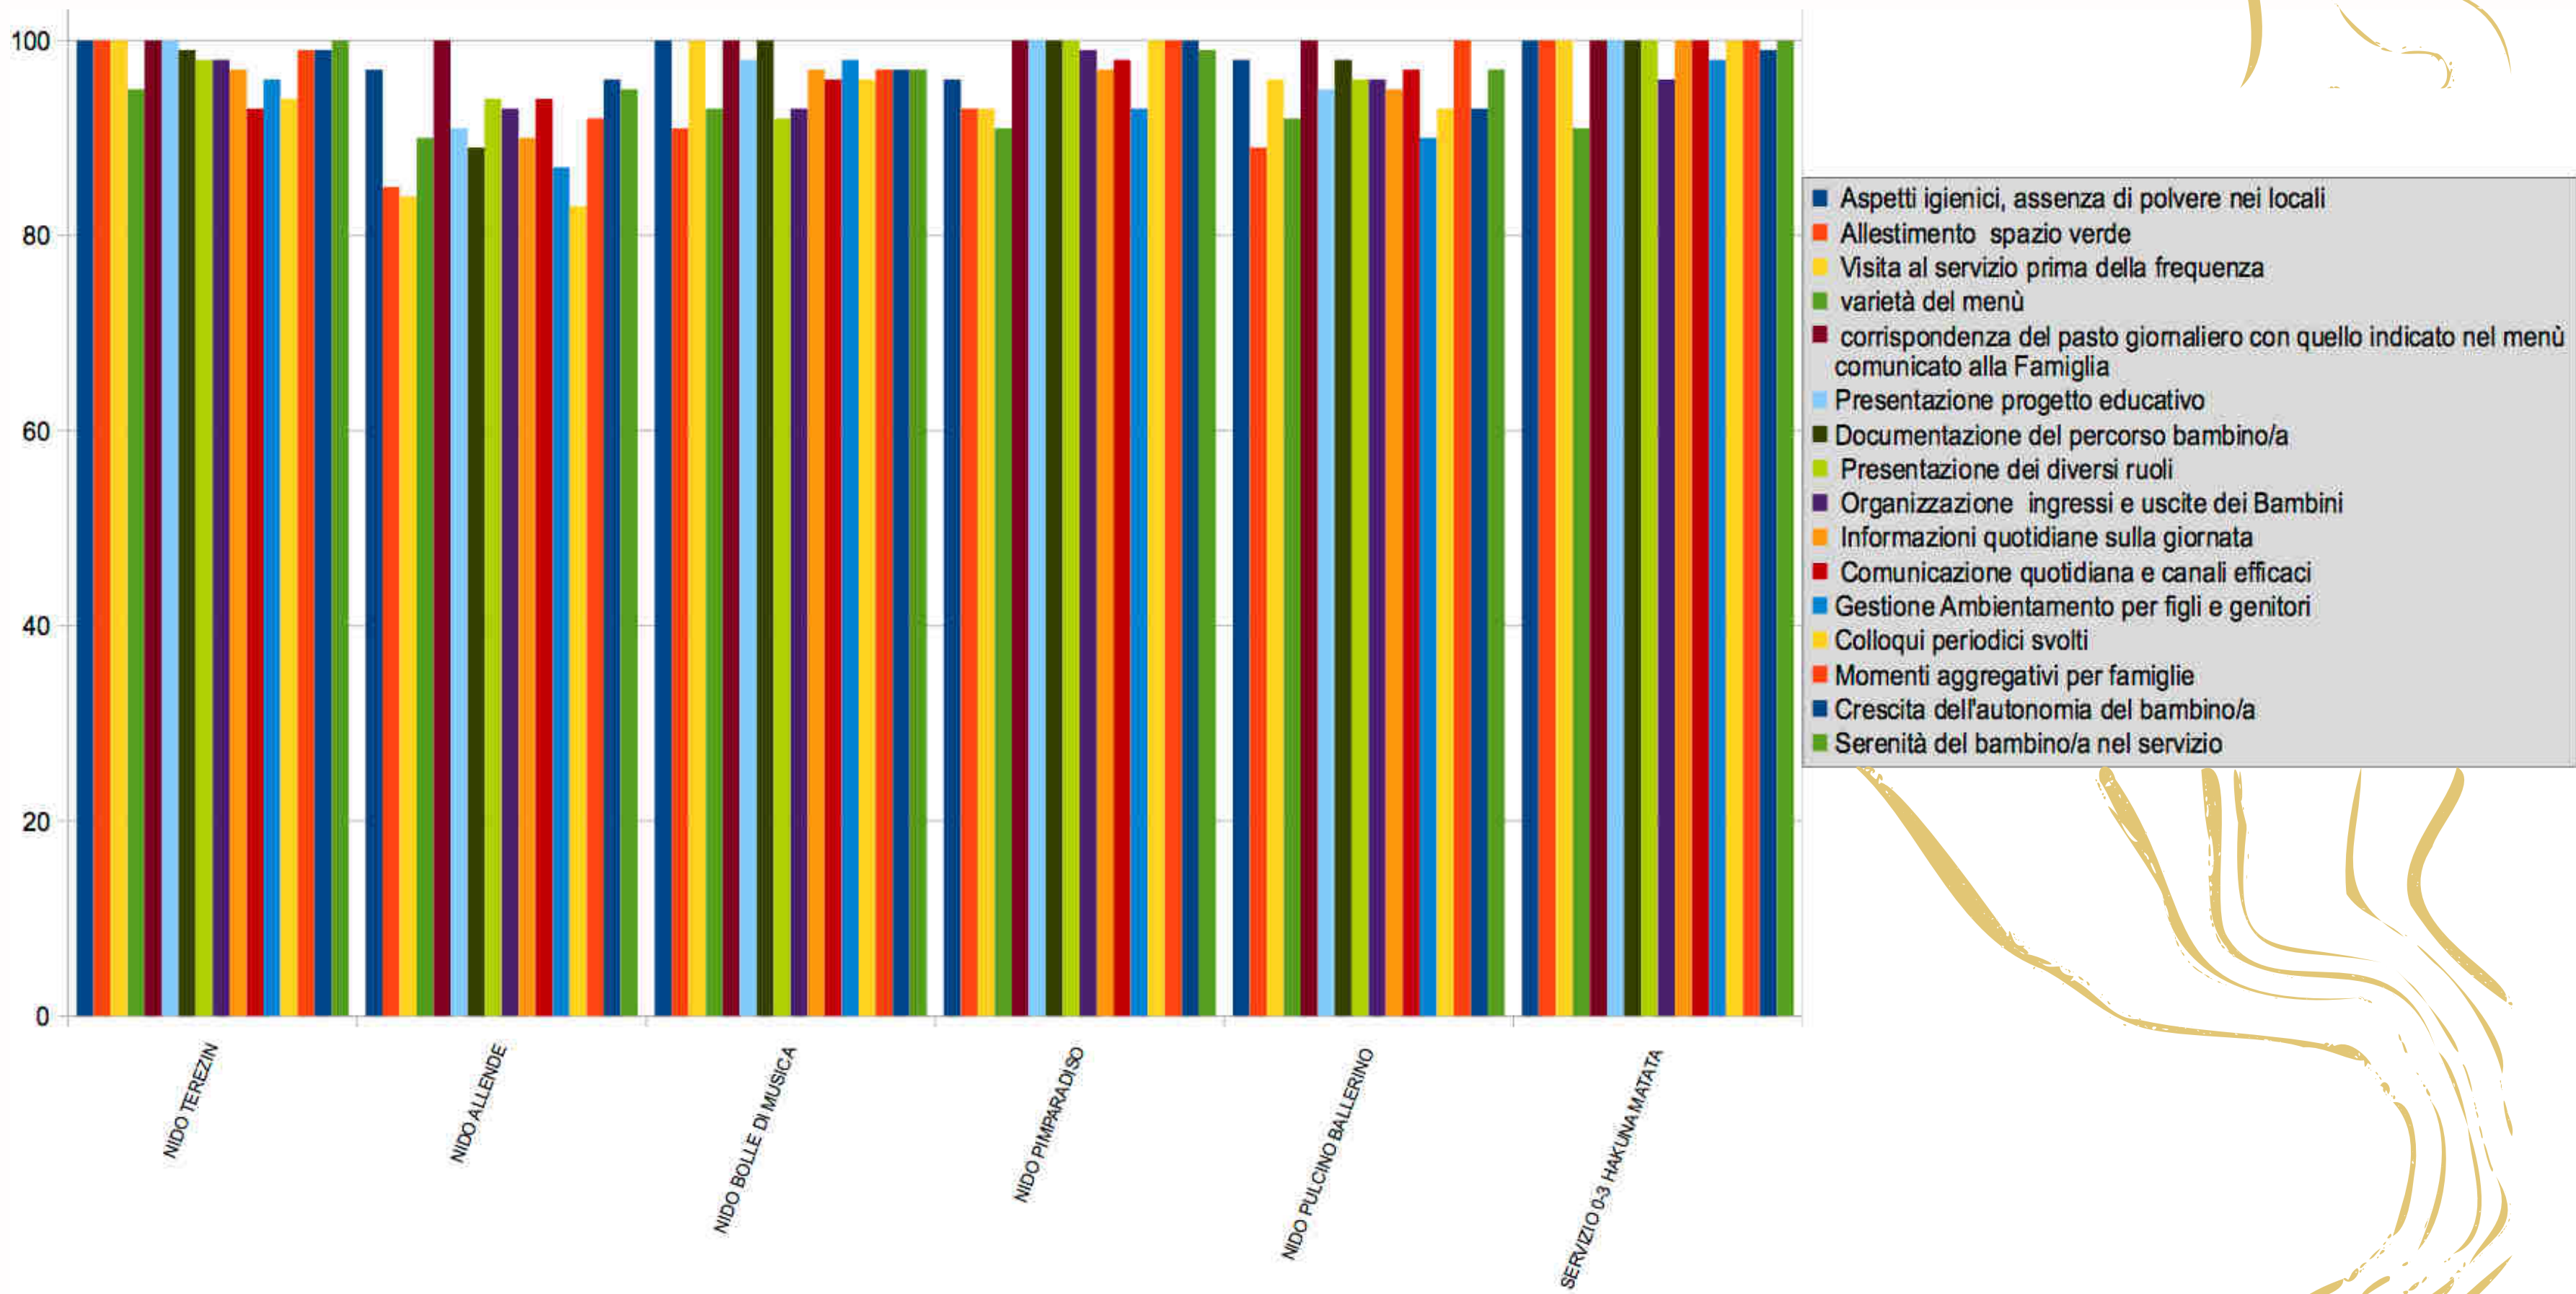 100
80
60
40
20
0
NIDO TEREZIN
NIDO ALLENDE
NIDO BOLLE DI MUSICA
NIDO PIMPARADISO
NIDO PULCINO BALLERINO
SERVIZIO 0-3 HAKUNA MATATA
Aspetti igienici, assenza di polvere nei locali
Allestimento spazio verde
Visita al servizio prima della frequenza
varietà del menù
corrispondenza del pasto giornaliero con quello indicato nel menù
comunicato alla Famiglia
Presentazione progetto educativo
Documentazione del percorso bambino/a
Presentazione dei diversi ruoli
Organizzazione ingressi e uscite dei Bambini
Informazioni quotidiane sulla giornata
Comunicazione quotidiana e canali efficaci
Gestione Ambientamento per figli e genitori
Colloqui periodici svolti
Momenti aggregativi per famiglie
Crescita dell'autonomia del bambino/a
Serenità del bambino/a nel servizio